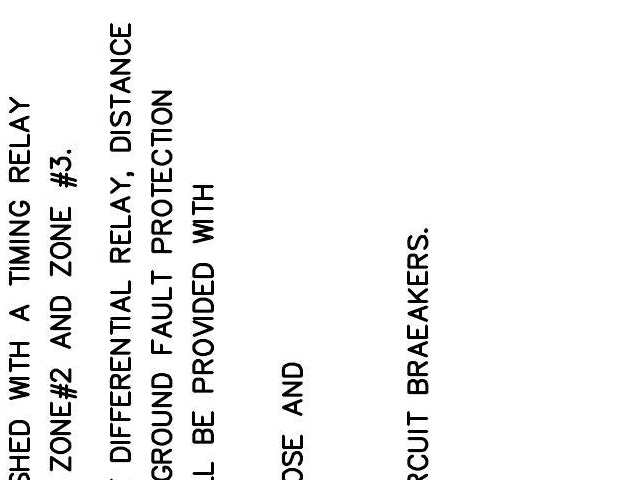 SHED WITH A TIMING RELAY
ZONE#2 AND ZONE #3.
DIFFERENTIAL RELAY, DISTANCE
GROUND FAULT PROTECTION
LL BE PROVIDED WITH
OSE AND
RCUIT BRAEAKERS.